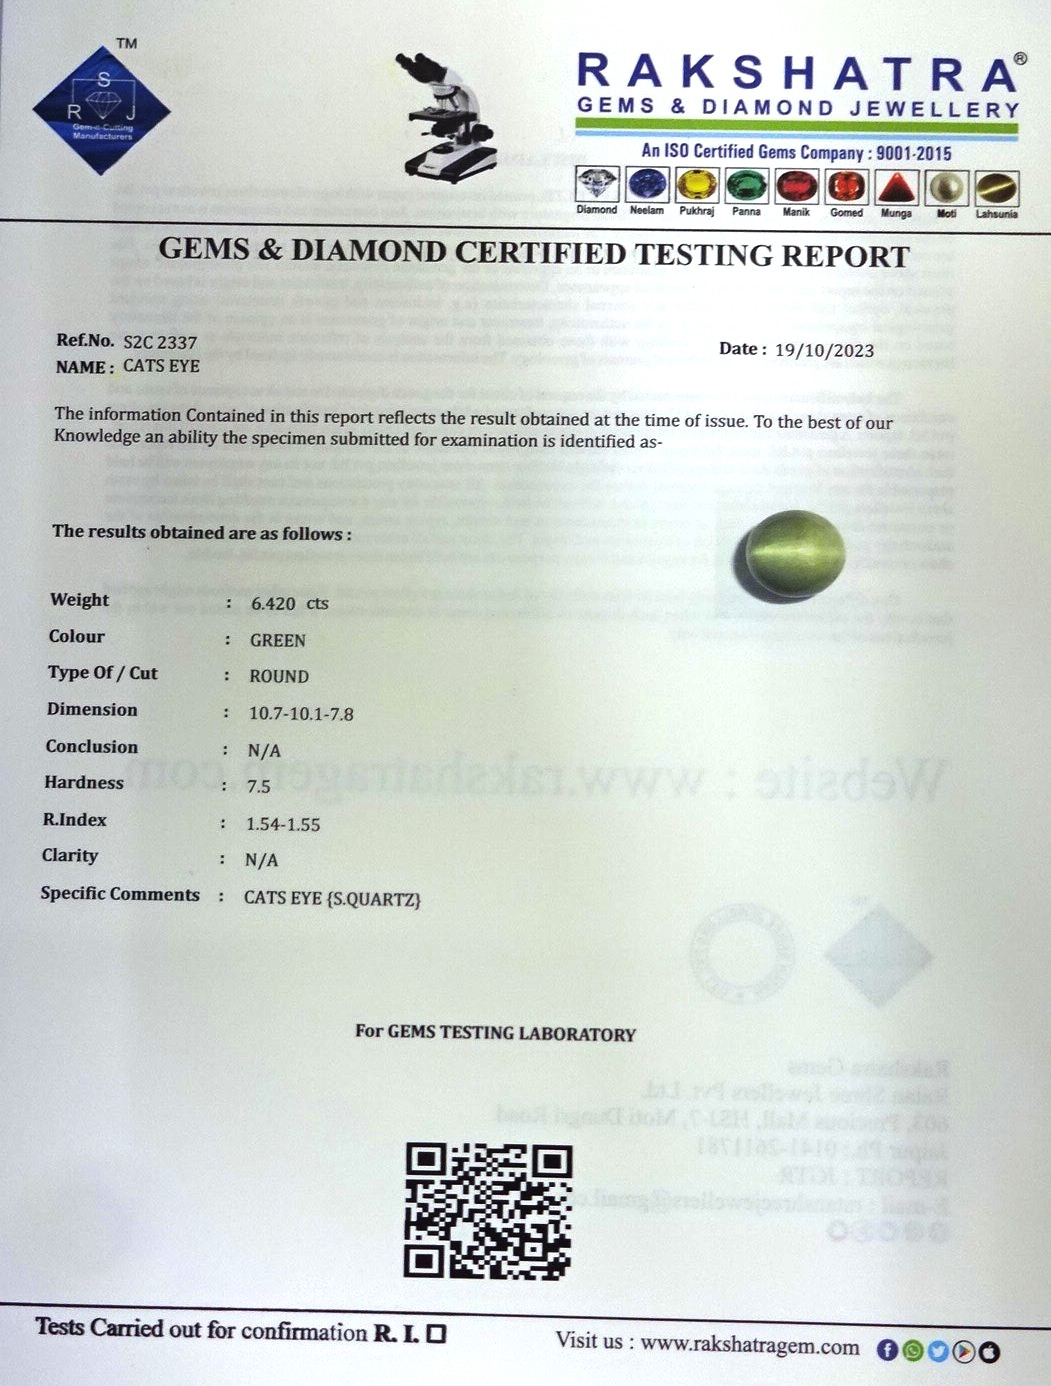 TM
S
R J
Gem-n-Cutting
Manufacturers
RAKSHATRA®
GEMS & DIAMOND JEWELLERY
An ISO Certified Gems Company : 9001-2015
Diamond Neelam Pukhraj Panna Manik Gomed Munga Moti Lahsunia
GEMS & DIAMOND CERTIFIED TESTING REPORT
Ref.No. S2C 2337
Date : 19/10/2023
NAME : CATS EYE
The information Contained in this report reflects the result obtained at the time of issue. To the best of our
Knowledge an ability the specimen submitted for examination is identified as-
The results obtained are as follows :
Weight : 6.420 cts
Colour : GREEN
Type Of / Cut : ROUND
Dimension : 10.7-10.1-7.8
Conclusion : N/A
Hardness : 7.5
R.Index : 1.54-1.55
Clarity : N/A
Specific Comments : CATS EYE {S.QUARTZ}
Website : www.rakshatragem.com
For GEMS TESTING LABORATORY
Tests Carried out for confirmation R. I. ☐
Visit us : www.rakshatragem.com